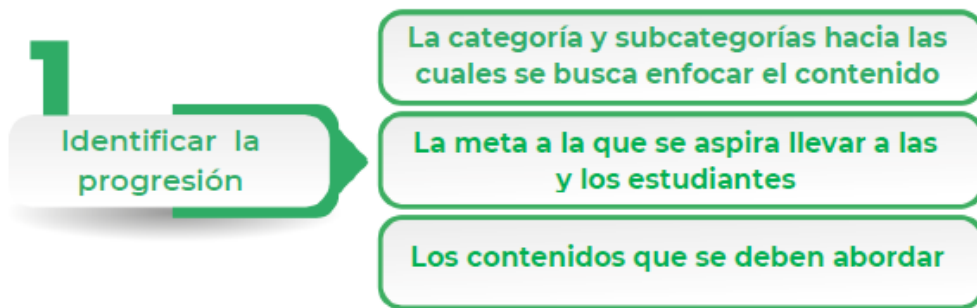 1
Identificar la
progresión
La categoría y subcategorías hacia las
cuales se busca enfocar el contenido
La meta a la que se aspira llevar a las
y los estudiantes
Los contenidos que se deben abordar